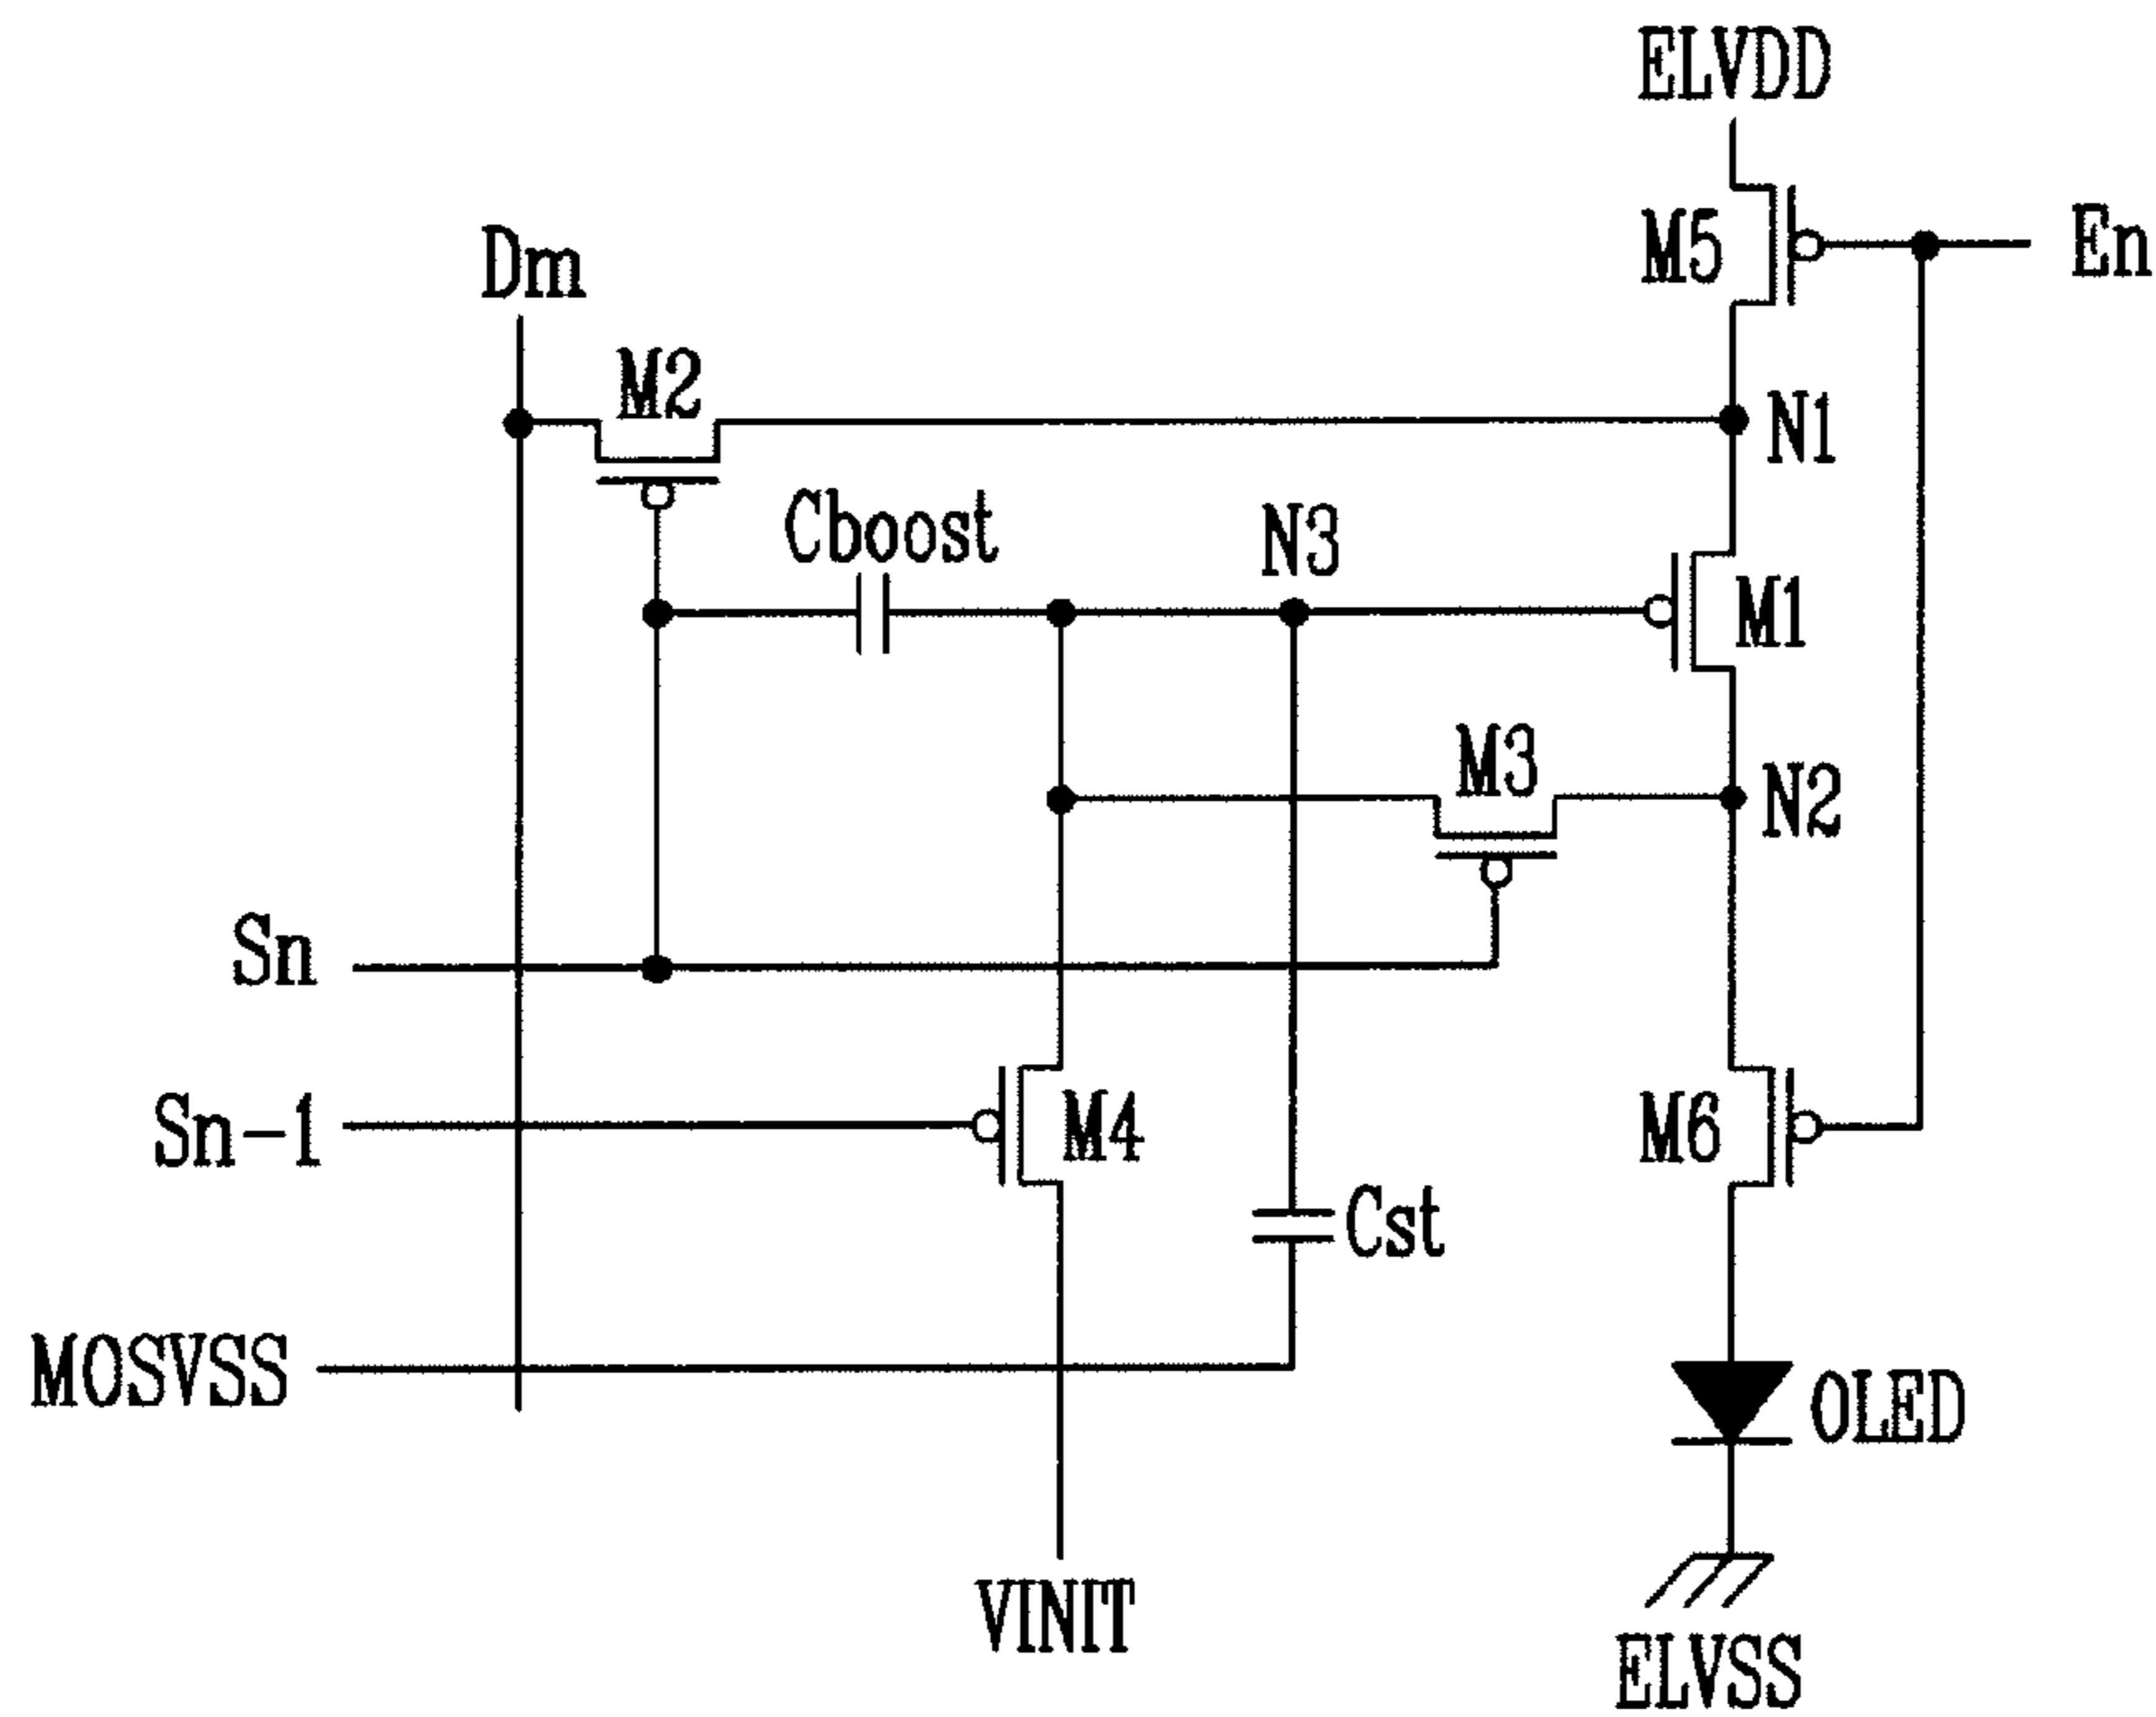 ELVDD
M5
En
Dm
M2
N1
Cboost
N3
M1
M3
N2
Sn
Sn-1
M4
M6
Cst
MOSVSS
OLED
VINIT
ELVSS